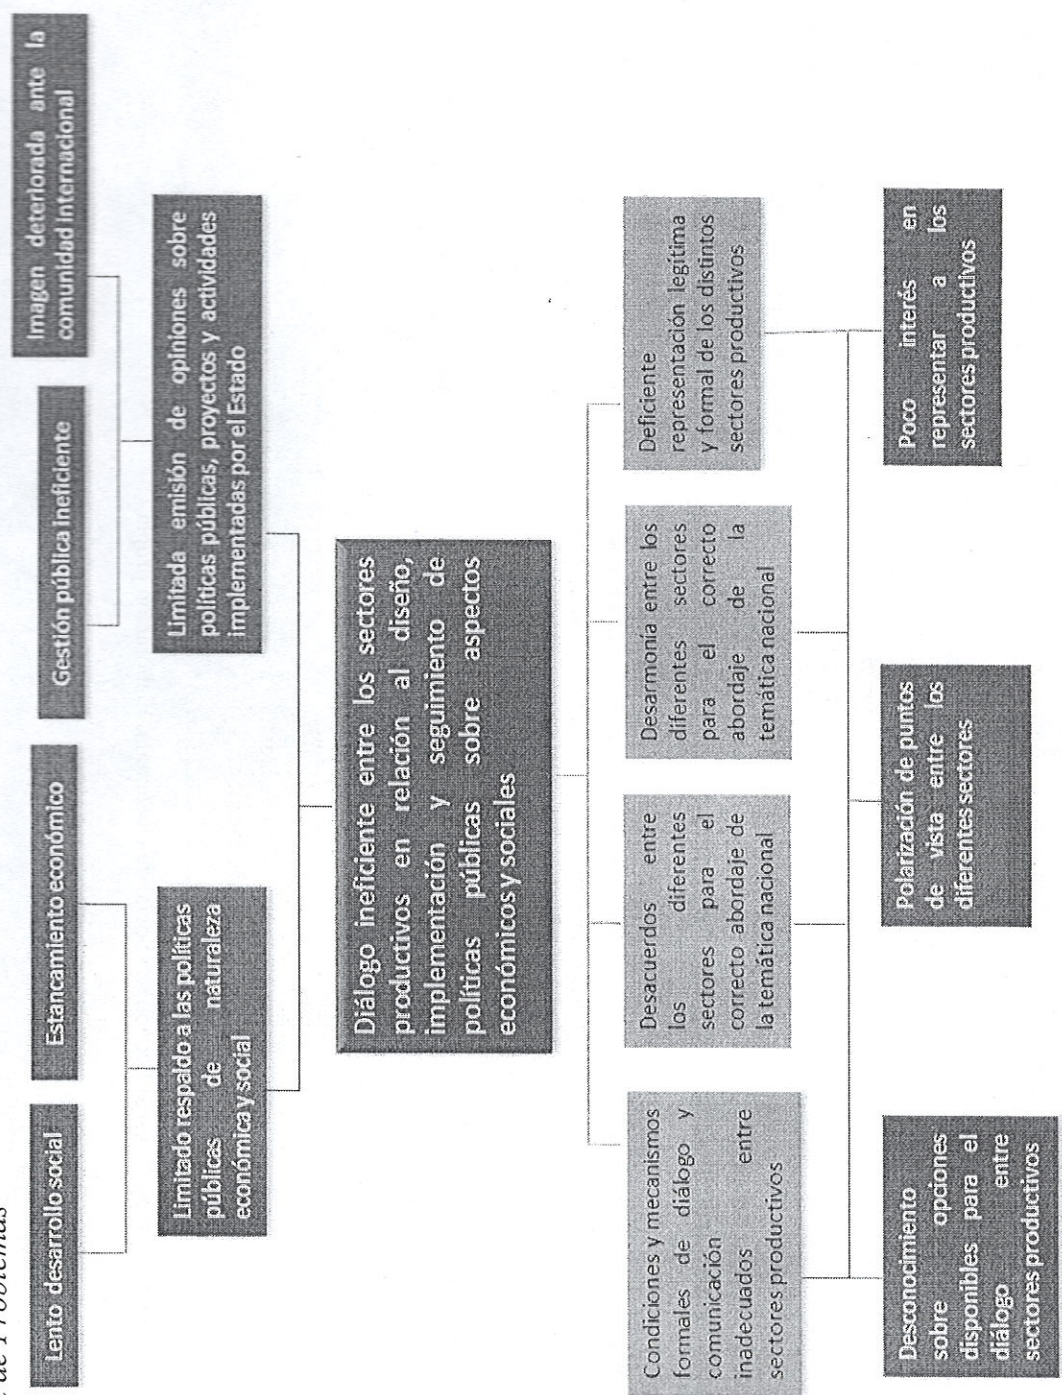 de Problemas
Lento desarrollo social
Estancamiento económico
Gestión pública ineficiente
Imagen deteriorada ante la
comunidad Internacional
Limitado respaldo a las políticas
públicas de naturaleza
económica y social
Limitada emisión de opiniones sobre
políticas públicas, proyectos y actividades
implementadas por el Estado
Diálogo ineficiente entre los sectores
productivos en relación al diseño,
implementación y seguimiento de
políticas públicas sobre aspectos
económicos y sociales
Condiciones y mecanismos
formales de diálogo y
comunicación
inadecuados entre
sectores productivos
Desacuerdos entre
los diferentes
sectores para el
correcto abordaje de
la temática nacional
Desarmonía entre los
diferentes sectores
para el correcto
abordaje de la
temática nacional
Deficiente
representación legítima
y formal de los distintos
sectores productivos
Desconocimiento
sobre opciones
disponibles para el
diálogo entre
sectores productivos
Polarización de puntos
de vista entre los
diferentes sectores
Poco interés en
representar a los
sectores productivos